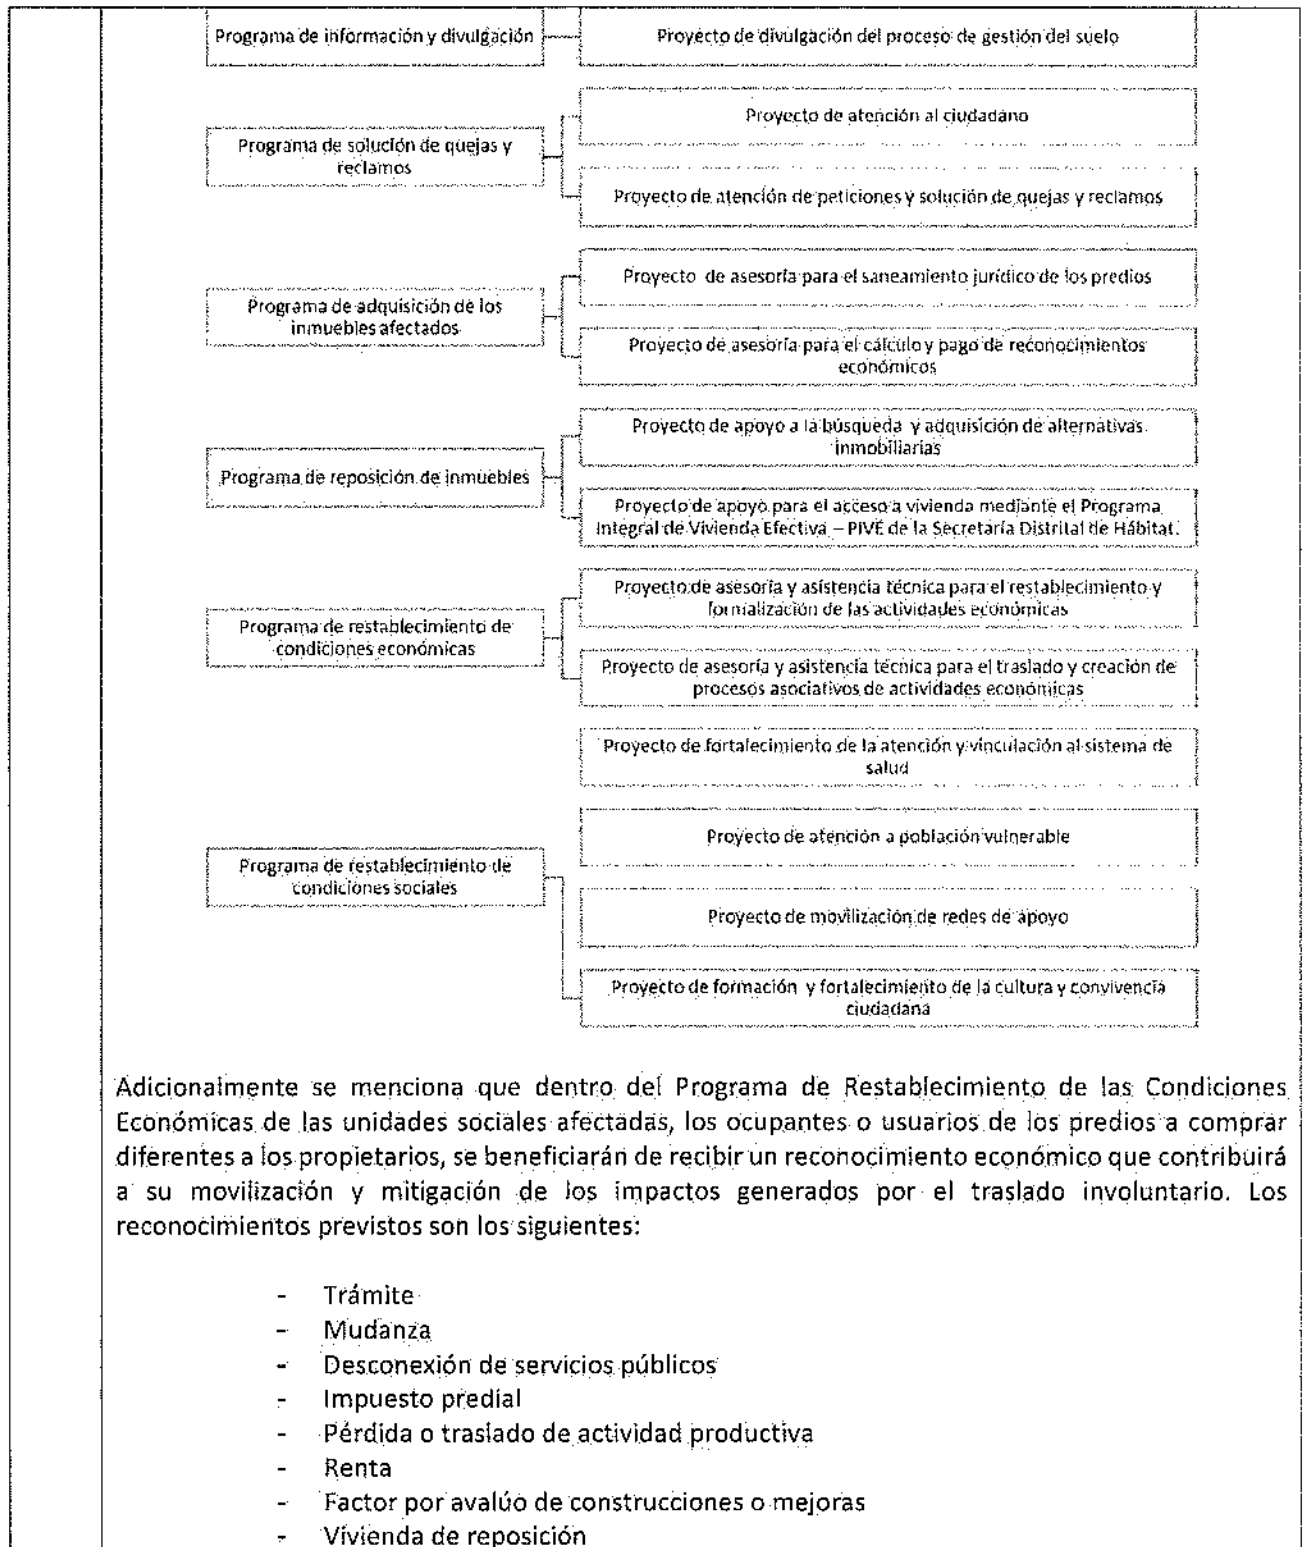 Programa de información y divulgación
Proyecto de divulgación del proceso de gestión del suelo
Programa de solución de quejas y
reclamos
Proyecto de atención al ciudadano
Proyecto de atención de peticiones y solución de quejas y reclamos
Programa de adquisición de los
inmuebles afectados
Proyecto de asesoría para el saneamiento jurídico de los predios
Proyecto de asesoría para el cálculo y pago de reconocimientos
económicos
Programa de reposición de inmuebles
Proyecto de apoyo a la búsqueda y adquisición de alternativas
inmobiliarias
Proyecto de apoyo para el acceso a vivienda mediante el Programa
Integral de Vivienda Efectiva – PIVE de la Secretaría Distrital de Hábitat.
Programa de restablecimiento de
condiciones económicas
Proyecto de asesoría y asistencia técnica para el restablecimiento y
formalización de las actividades económicas
Proyecto de asesoría y asistencia técnica para el traslado y creación de
procesos asociativos de actividades económicas
Programa de restablecimiento de
condiciones sociales
Proyecto de fortalecimiento de la atención y vinculación al sistema de
salud
Proyecto de atención a población vulnerable
Proyecto de movilización de redes de apoyo
Proyecto de formación y fortalecimiento de la cultura y convivencia
ciudadana
Adicionalmente se menciona que dentro del Programa de Restablecimiento de las Condiciones
Económicas de las unidades sociales afectadas, los ocupantes o usuarios de los predios a comprar
diferentes a los propietarios, se beneficiarán de recibir un reconocimiento económico que contribuirá
a su movilización y mitigación de los impactos generados por el traslado involuntario. Los
reconocimientos previstos son los siguientes:
- Trámite
- Mudanza
- Desconexión de servicios públicos
- Impuesto predial
- Pérdida o traslado de actividad productiva
- Renta
- Factor por avalúo de construcciones o mejoras
- Vivienda de reposición